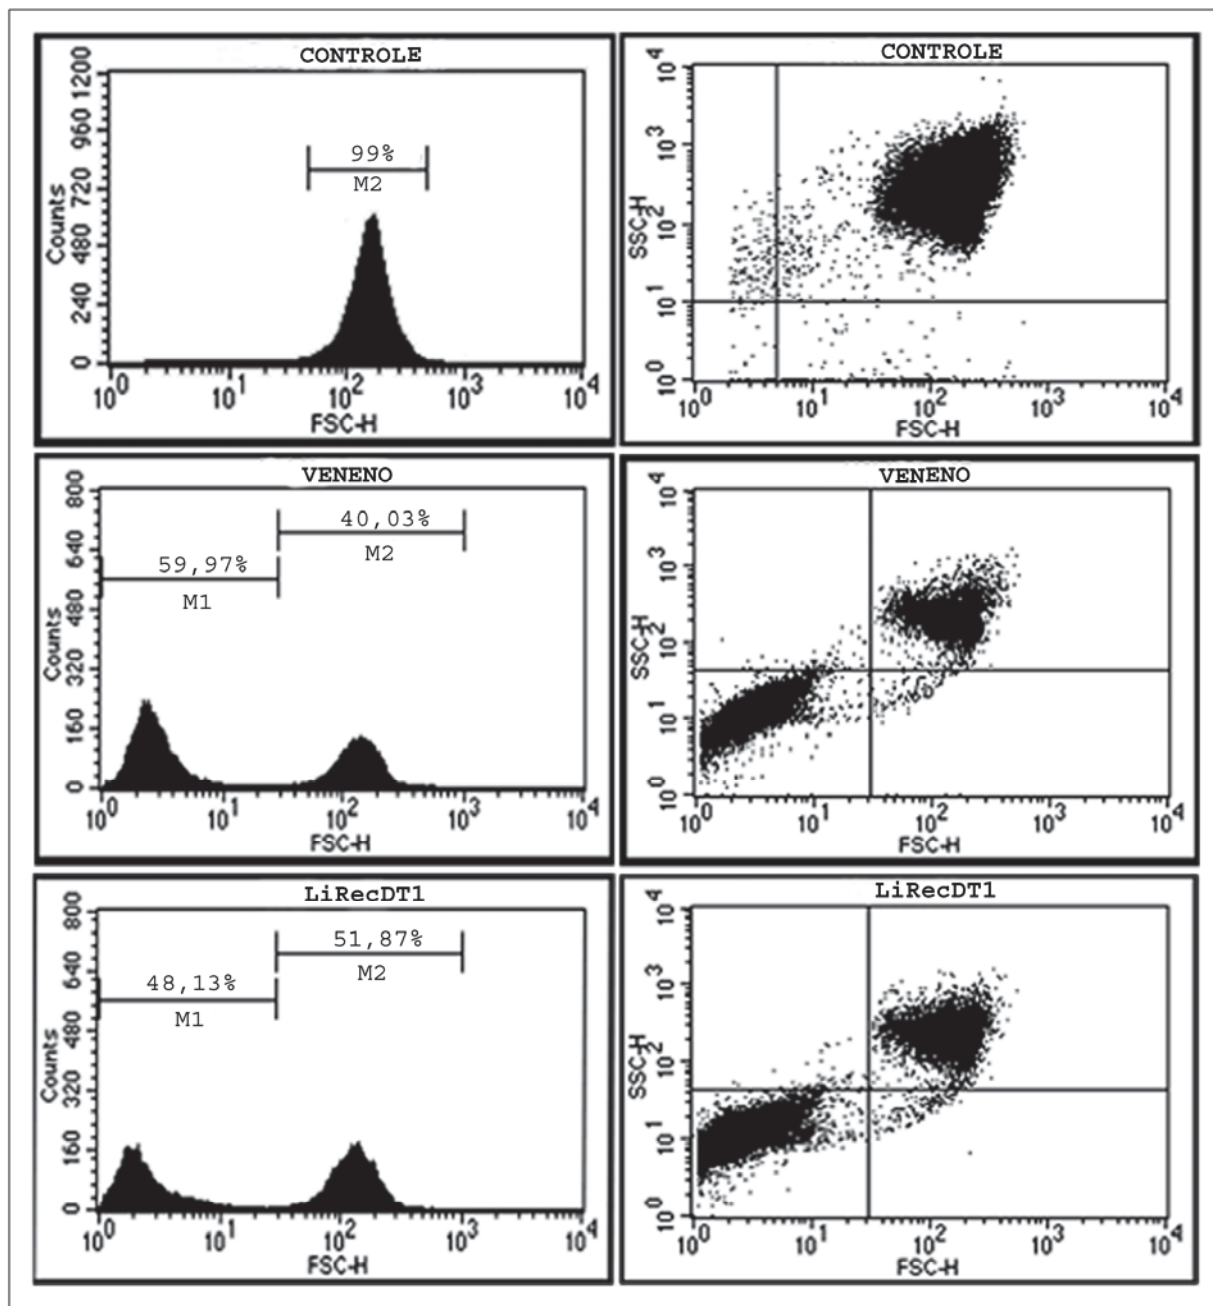 CONTROLE
1200
960
720
480
240
0
Counts
99%
M2
10^0 10^1 10^2 10^3 10^4
FSC-H
CONTROLE
10^4
10^3
10^2
10^1
10^0
SSC-H
10^0 10^1 10^2 10^3 10^4
FSC-H
VENENO
800
640
480
320
160
0
Counts
40,03%
M2
59,97%
M1
10^0 10^1 10^2 10^3 10^4
FSC-H
VENENO
10^4
10^3
10^2
10^1
10^0
SSC-H
10^0 10^1 10^2 10^3 10^4
FSC-H
LiRecDT1
800
640
480
320
160
0
Counts
51,87%
M2
48,13%
M1
10^0 10^1 10^2 10^3 10^4
FSC-H
LiRecDT1
10^4
10^3
10^2
10^1
10^0
SSC-H
10^0 10^1 10^2 10^3 10^4
FSC-H